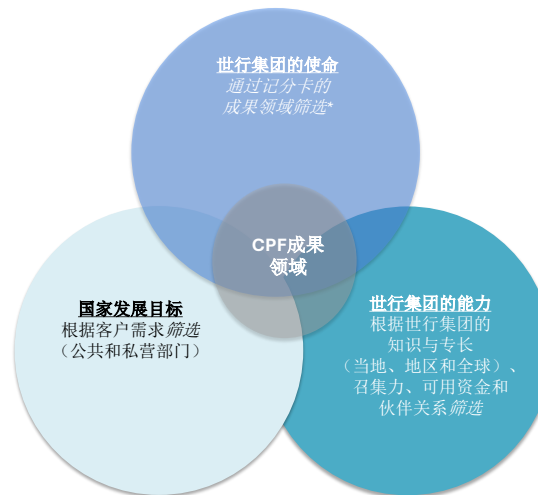 世行集团的使命
通过记分卡的
成果领域筛选*
CPF成果
领域
国家发展目标
根据客户需求筛选
（公共和私营部门）
世行集团的能力
根据世行集团的
知识与专长
（当地、地区和全球）、
召集力、可用资金和
伙伴关系筛选